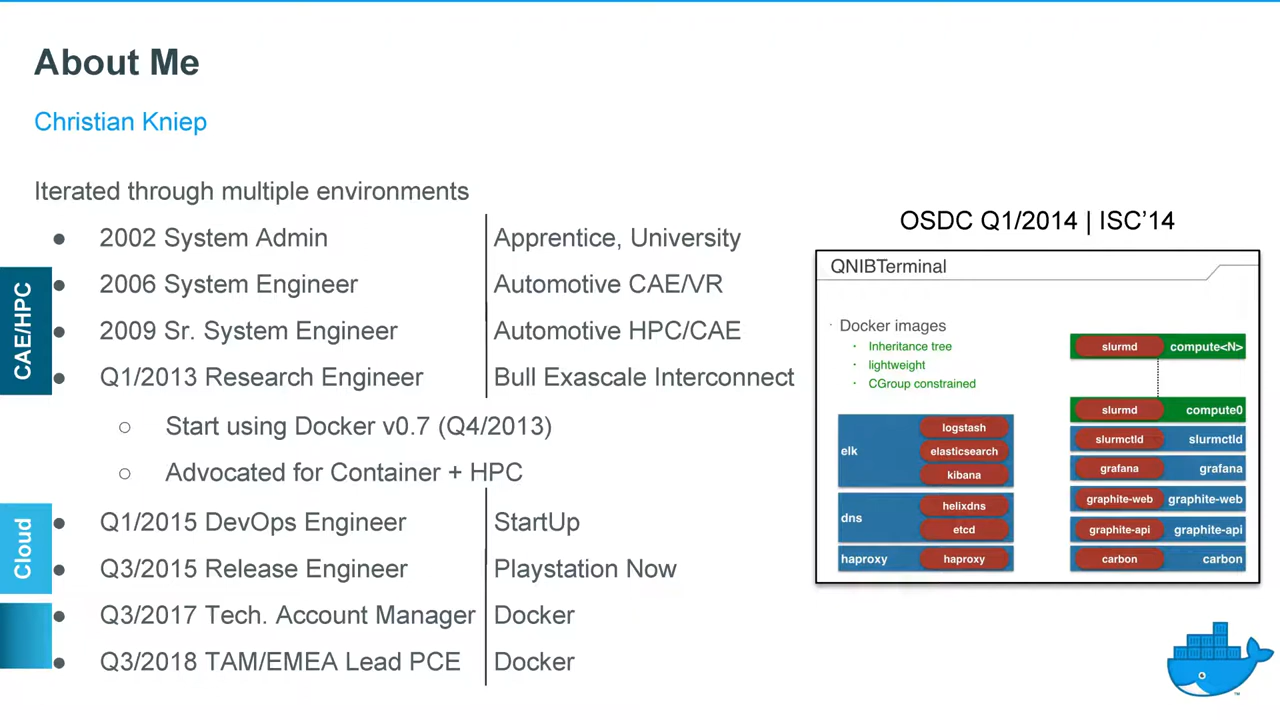 About Me
Christian Kniep
Iterated through multiple environments
● 2002 System Admin Apprentice, University
● 2006 System Engineer Automotive CAE/VR
● 2009 Sr. System Engineer Automotive HPC/CAE
● Q1/2013 Research Engineer Bull Exascale Interconnect
○ Start using Docker v0.7 (Q4/2013)
○ Advocated for Container + HPC
● Q1/2015 DevOps Engineer StartUp
● Q3/2015 Release Engineer Playstation Now
● Q3/2017 Tech. Account Manager Docker
● Q3/2018 TAM/EMEA Lead PCE Docker
CAE/HPC
Cloud
OSDC Q1/2014 | ISC’14
QNIBTerminal
· Docker images
· Inheritance tree
· lightweight
· CGroup constrained
elk
logstash
elasticsearch
kibana
dns
helixdns
etcd
haproxy haproxy
slurmd compute<N>
slurmd compute0
slurmctld slurmctld
grafana grafana
graphite-web graphite-web
graphite-api graphite-api
carbon carbon
™